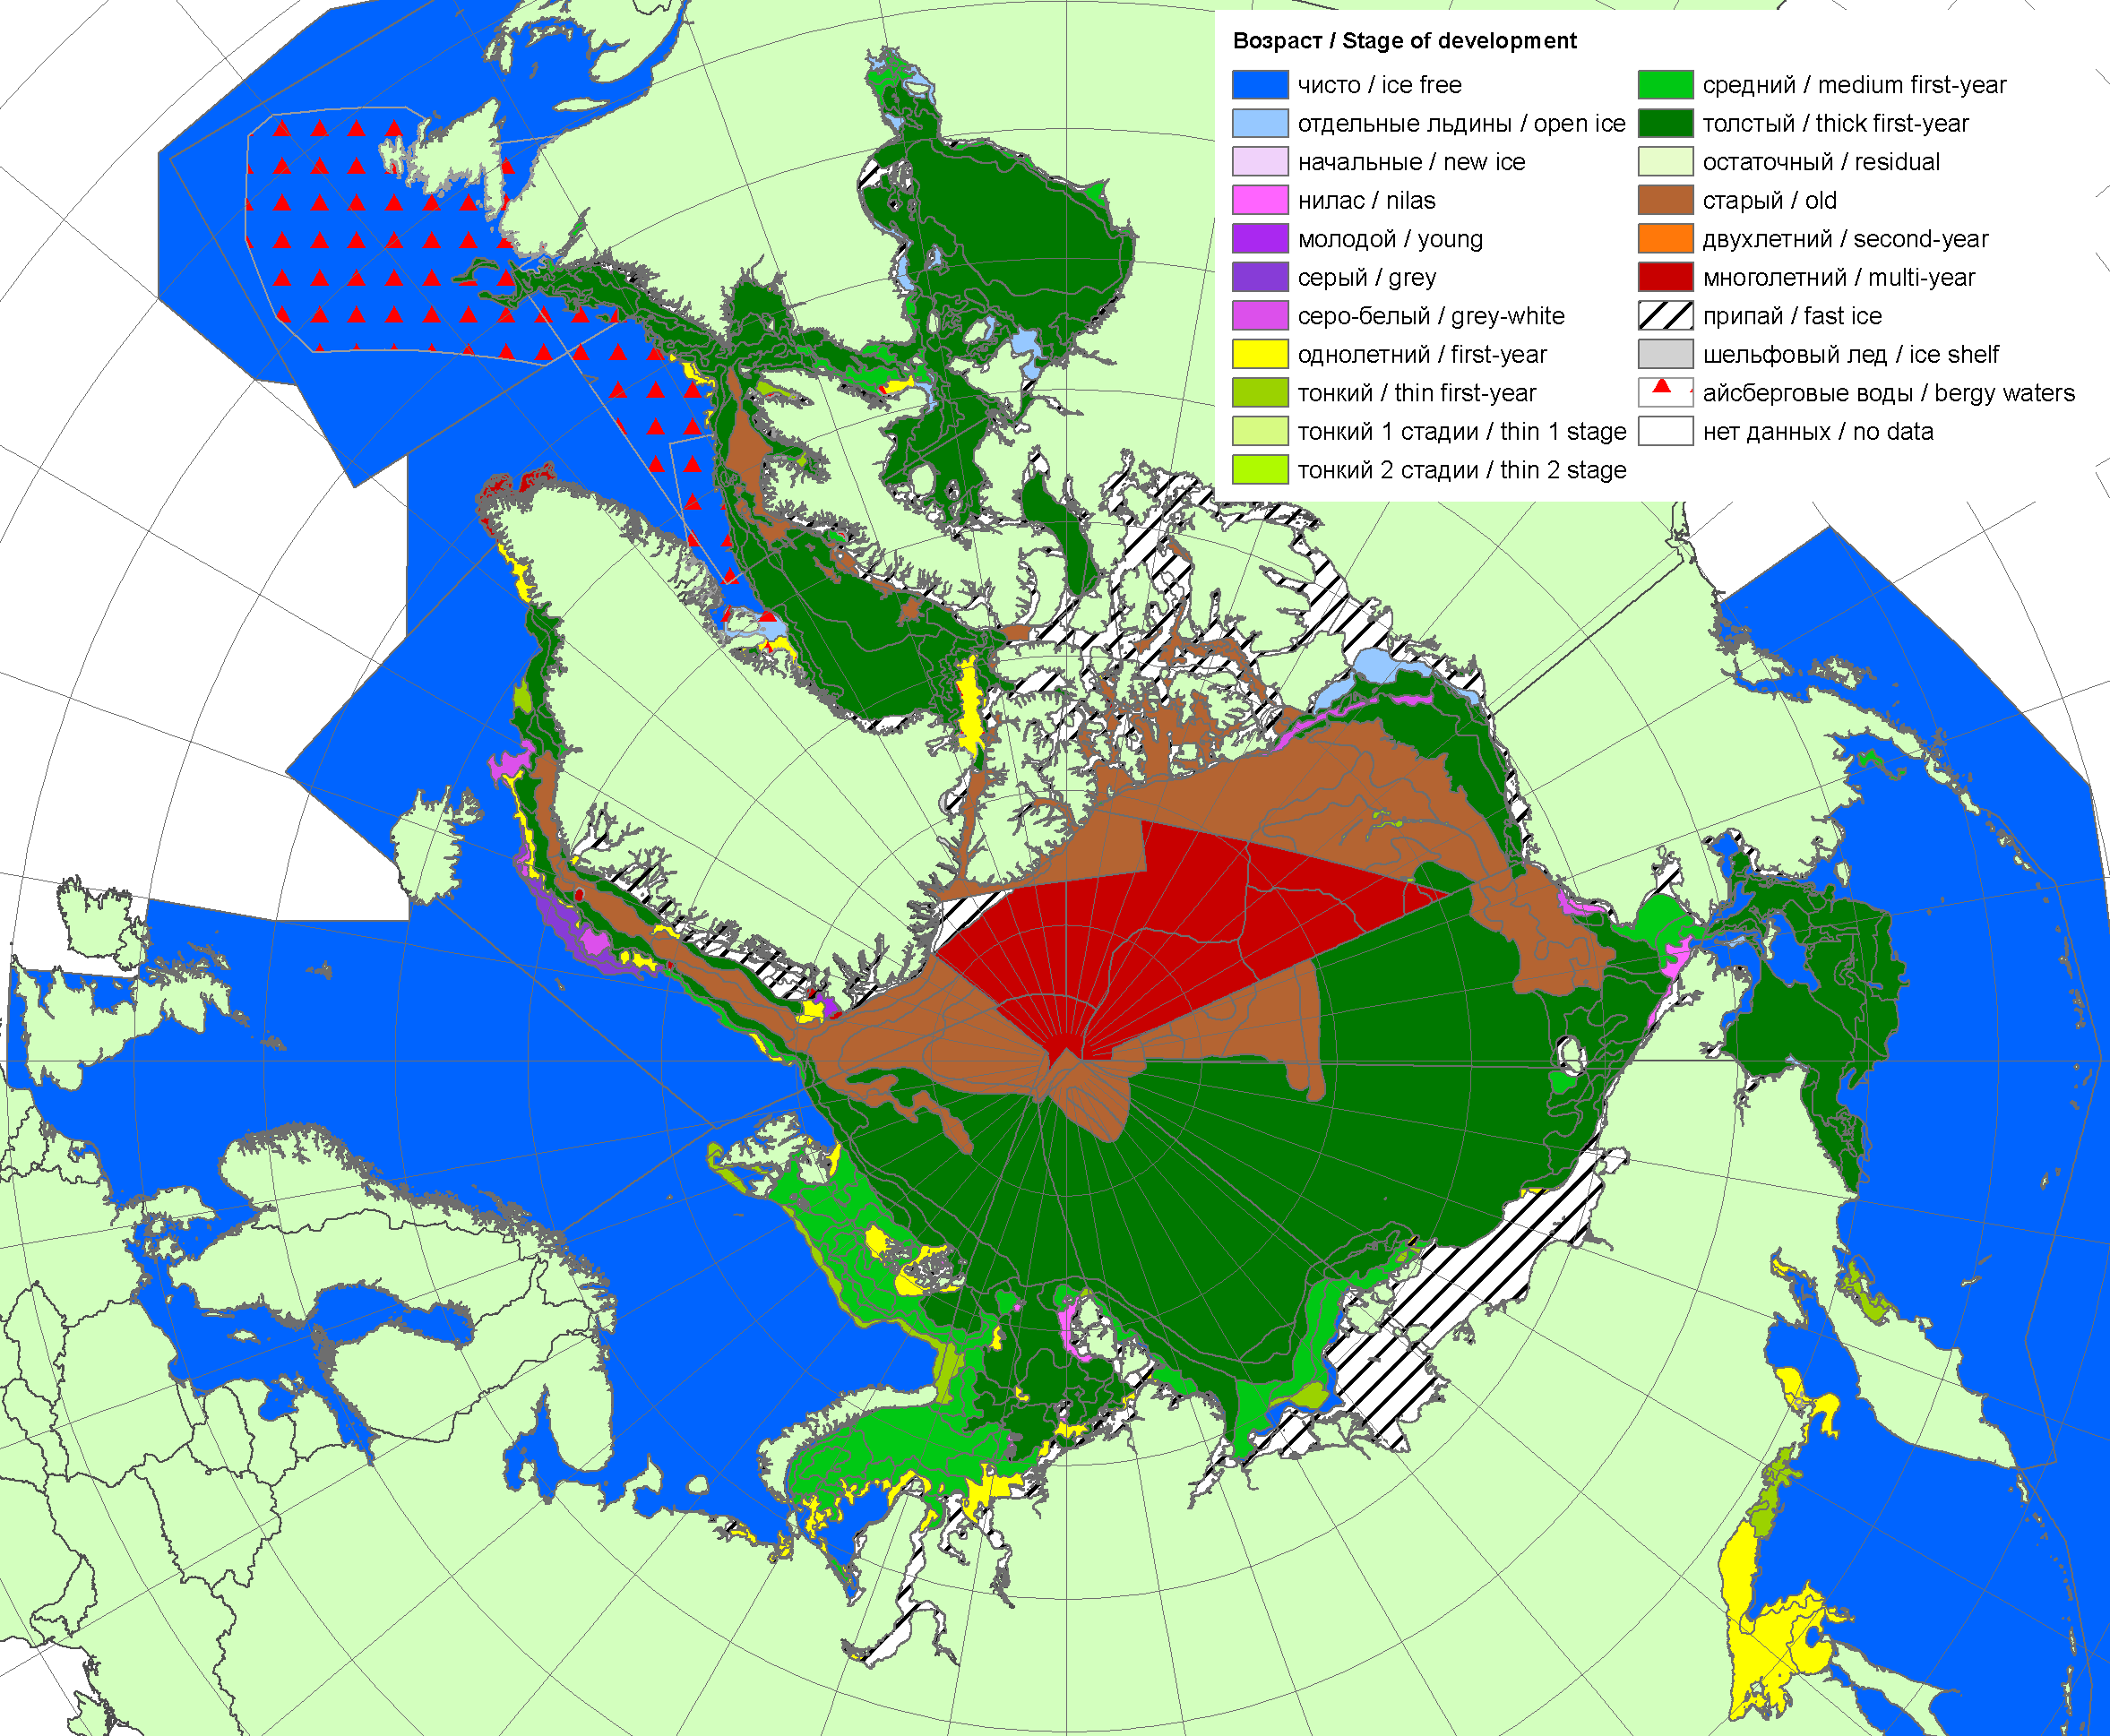 Возраст / Stage of development
чисто / ice free
отдельные льдины / open ice
начальные / new ice
нилас / nilas
молодой / young
серый / grey
серо-белый / grey-white
однолетний / first-year
тонкий / thin first-year
тонкий 1 стадии / thin 1 stage
тонкий 2 стадии / thin 2 stage
средний / medium first-year
толстый / thick first-year
остаточный / residual
старый / old
двухлетний / second-year
многолетний / multi-year
припай / fast ice
шельфовый лед / ice shelf
айсберговые воды / bergy waters
нет данных / no data